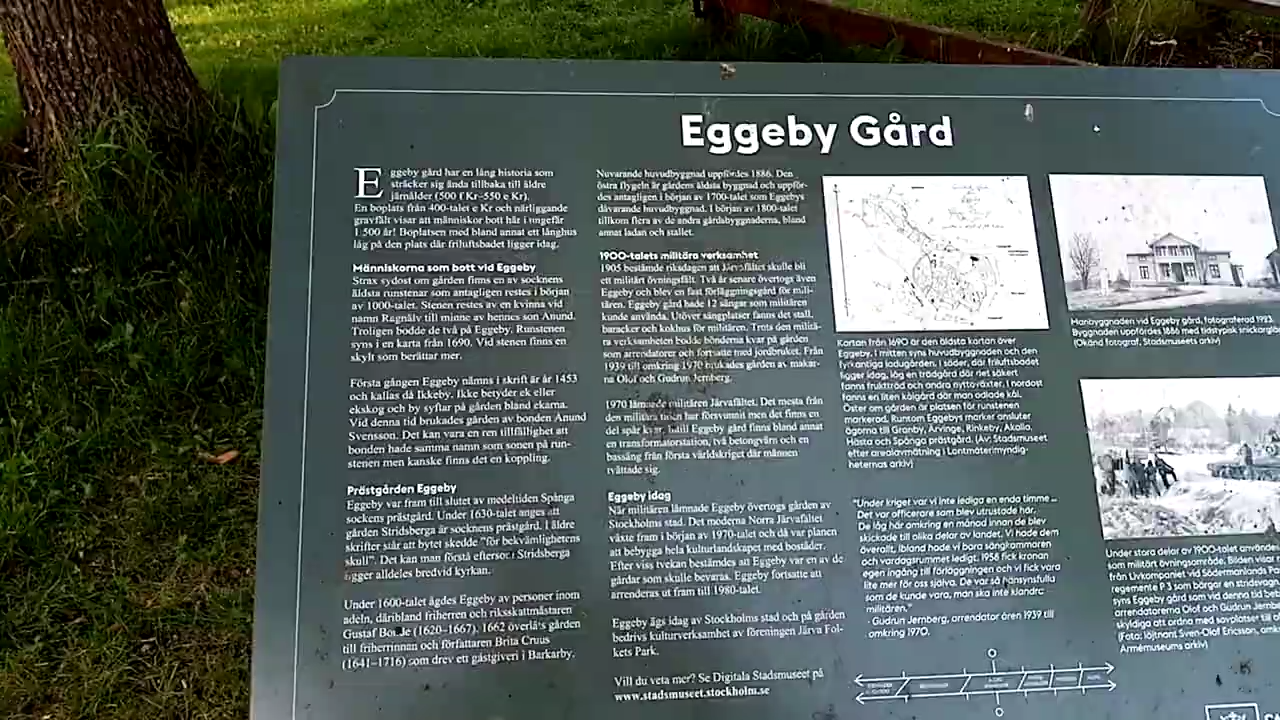 Eggeby Gård
Eggeby gård har en lång historia som
sträcker sig ända tillbaka till äldre
järnålder (500 f Kr–550 e Kr).
En boplats från 400-talet e Kr och närliggande
gravfält visar att människor bott här i ungefär
1 500 år! Boplatsen med bland annat ett långhus
låg på den plats där friluftsbadet ligger idag.
Människorna som bott vid Eggeby
Strax sydost om gården finns en av socknens
äldsta runstenar som antagligen restes i början
av 1000-talet. Stenen restes av en kvinna vid
namn Ragnälv till minne av hennes son Anund.
Troligen bodde de två på Eggeby. Runstenen
syns i en karta från 1690. Vid stenen finns en
skylt som berättar mer.
Första gången Eggeby nämns i skrift är år 1453
och kallas då Ikkeby. Ikke betyder ek eller
ekskog och by syftar på gården bland ekarna.
Vid denna tid brukades gården av bonden Anund
Svensson. Det kan vara en ren tillfällighet att
bonden hade samma namn som sonen på run-
stenen men kanske finns det en koppling.
Prästgården Eggeby
Eggeby var fram till slutet av medeltiden Spånga
sockens prästgård. Under 1630-talet anges att
gården Stridsberga är socknens prästgård. I äldre
skrifter står att bytet skedde "för bekvämlighetens
skull". Det kan man förstå eftersom Stridsberga
ligger alldeles bredvid kyrkan.
Under 1600-talet ägdes Eggeby av personer inom
adeln, däribland friherren och riksskattmästaren
Gustaf Bonde (1620–1667). 1662 överläts gården
till friherrinnan och författaren Brita Cruus
(1641–1716) som drev ett gästgiveri i Barkarby.
Nuvarande huvudbyggnad uppfördes 1886. Den
östra flygeln är gårdens äldsta byggnad och uppför-
des antagligen i början av 1700-talet som Eggebys
dåvarande huvudbyggnad. I början av 1800-talet
tillkom flera av de andra gårdsbyggnaderna, bland
annat ladan och stallet.
1900-talets militära verksamhet
1905 bestämde riksdagen att Järvafältet skulle bli
ett militärt övningsfält. Två år senare övertogs även
Eggeby och blev en fast förläggningsgård för mili-
tären. Eggeby gård hade 12 sängar som militären
kunde använda. Utöver sängplatser fanns det stall,
baracker och kokhus för militären. Trots den militä-
ra verksamheten bodde bönderna kvar på gården
som arrendatorer och fortsatte med jordbruket. Från
1939 till omkring 1970 brukades gården av makar-
na Olof och Gudrun Jernberg.
1970 lämnade militären Järvafältet. Det mesta från
den militära tiden har försvunnit men det finns en
del spår kvar. Intill Eggeby gård finns bland annat
en transformatorstation, två betongvärn och en
bassäng från första världskriget där männen
tvättade sig.
Eggeby idag
När militären lämnade Eggeby övertogs gården av
Stockholms stad. Det moderna Norra Järvafältet
växte fram i början av 1970-talet och då var planen
att bebygga hela kulturlandskapet med bostäder.
Efter viss tvekan bestämdes att Eggeby var en av de
gårdar som skulle bevaras. Eggeby fortsatte att
arrenderas ut fram till 1980-talet.
Eggeby ägs idag av Stockholms stad och på gården
bedrivs kulturverksamhet av föreningen Järva Fol-
kets Park.
Vill du veta mer? Se Digitala Stadsmuseet på
www.stadsmuseet.stockholm.se
Kartan från 1690 är den äldsta kartan över
Eggeby. I mitten syns huvudbyggnaden och den
fyrkantiga ladugården. I söder, där friluftsbadet
ligger idag, låg en trädgård där det säkert
fanns fruktträd och andra nyttoväxter. I nordost
fanns en liten kålgård där man odlade kål.
Öster om gården är platsen för runstenen
markerad. Runtom Eggebys marker ansluter
ägorna till Granby, Ärvinge, Rinkeby, Akalla,
Hästa och Spånga prästgård. (Av: Stadsmuseet
efter arealavmätning i Lantmäterimyndig-
heternas arkiv)
"Under kriget var vi inte lediga en enda timme ...
Det var officerare som blev utrustade här.
De låg här omkring en månad innan de blev
skickade till olika delar av landet. Vi hade dem
överallt, ibland hade vi bara sängkammaren
och vardagsrummet ledigt. 1958 fick kronan
egen ingång till förläggningen och vi fick vara
lite mer för oss själva. De var så hänsynsfulla
som de kunde vara, man ska inte klandra
militären."
- Gudrun Jernberg, arrendator åren 1939 till
omkring 1970.
Manbyggnaden vid Eggeby gård, fotograferad 1923.
Byggnaden uppfördes 1886 med tidstypisk snickarglä
(Okänd fotograf, Stadsmuseets arkiv)
Under stora delar av 1900-talet användes
som militärt övningsområde. Bilden visar
från Livkompaniet vid Södermanlands Pa
regemente P 3 som bärgar en stridsvagn
syns Eggeby gård som vid denna tid beb
arrendatorerna Olof och Gudrun Jernbe
skyldiga att ordna med sovplatser till of
(Foto: löjtnant Sven-Olof Ericsson, omk
Armémuseums arkiv)